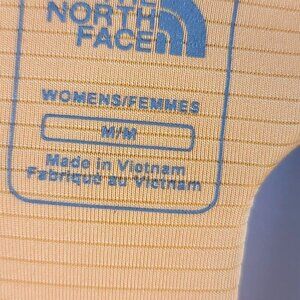 NORTH
FACE
WOMENS/FEMMES
M/M
Made in Vietnam
Fabriqué au Vietnam